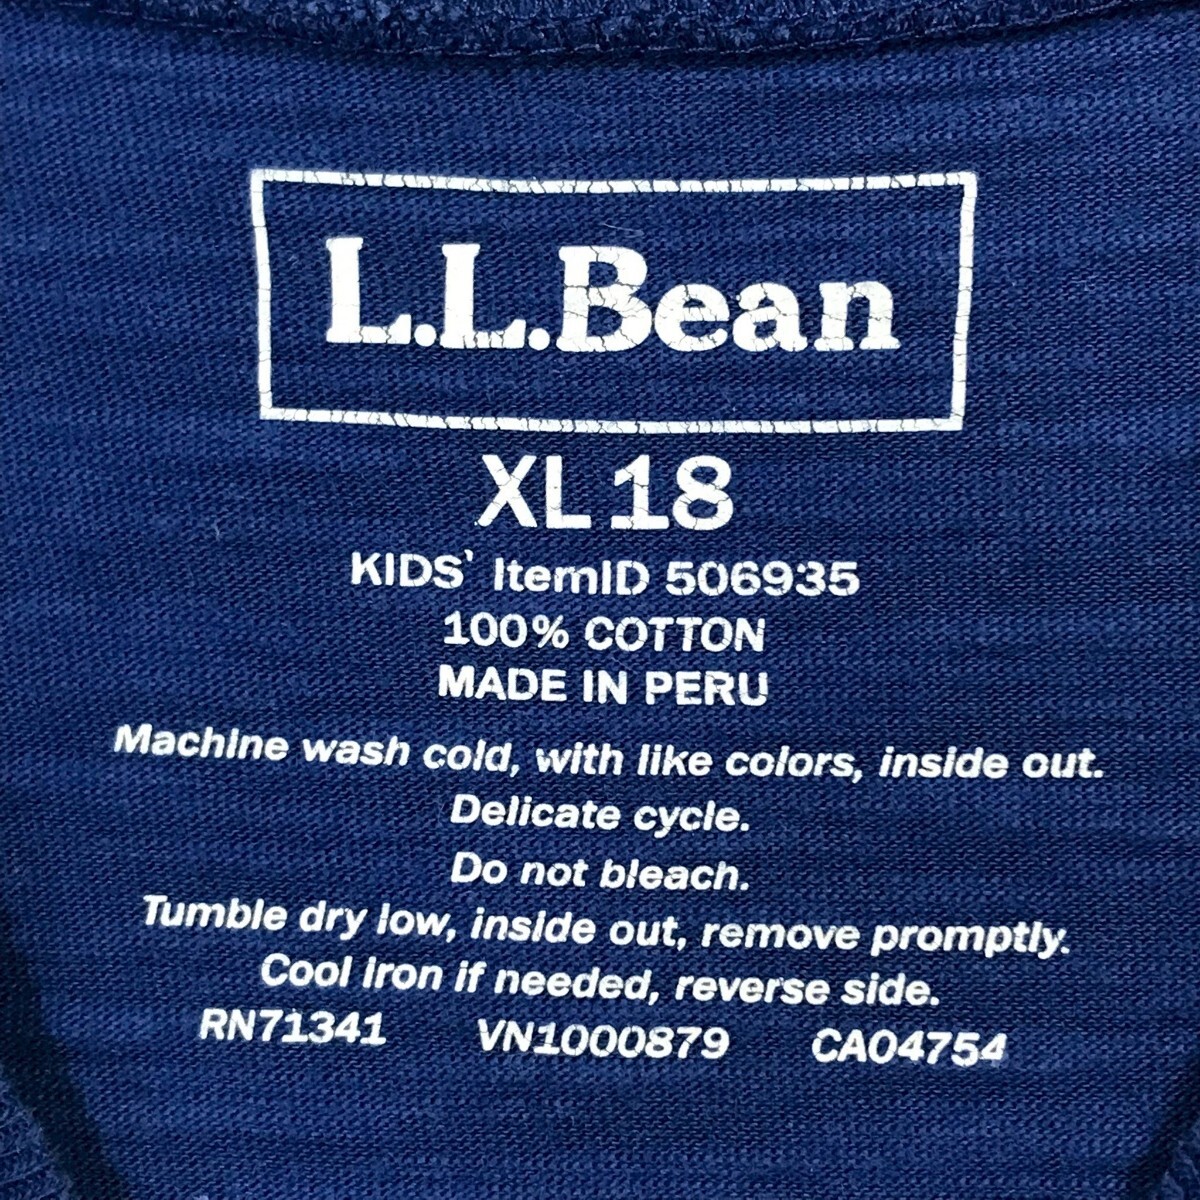 L.L.Bean
XL 18
KIDS' ItemID 506935
100% COTTON
MADE IN PERU
Machine wash cold, with like colors, inside out.
Delicate cycle.
Do not bleach.
Tumble dry low, inside out, remove promptly.
Cool iron if needed, reverse side.
RN71341 VN1000879 CA04754